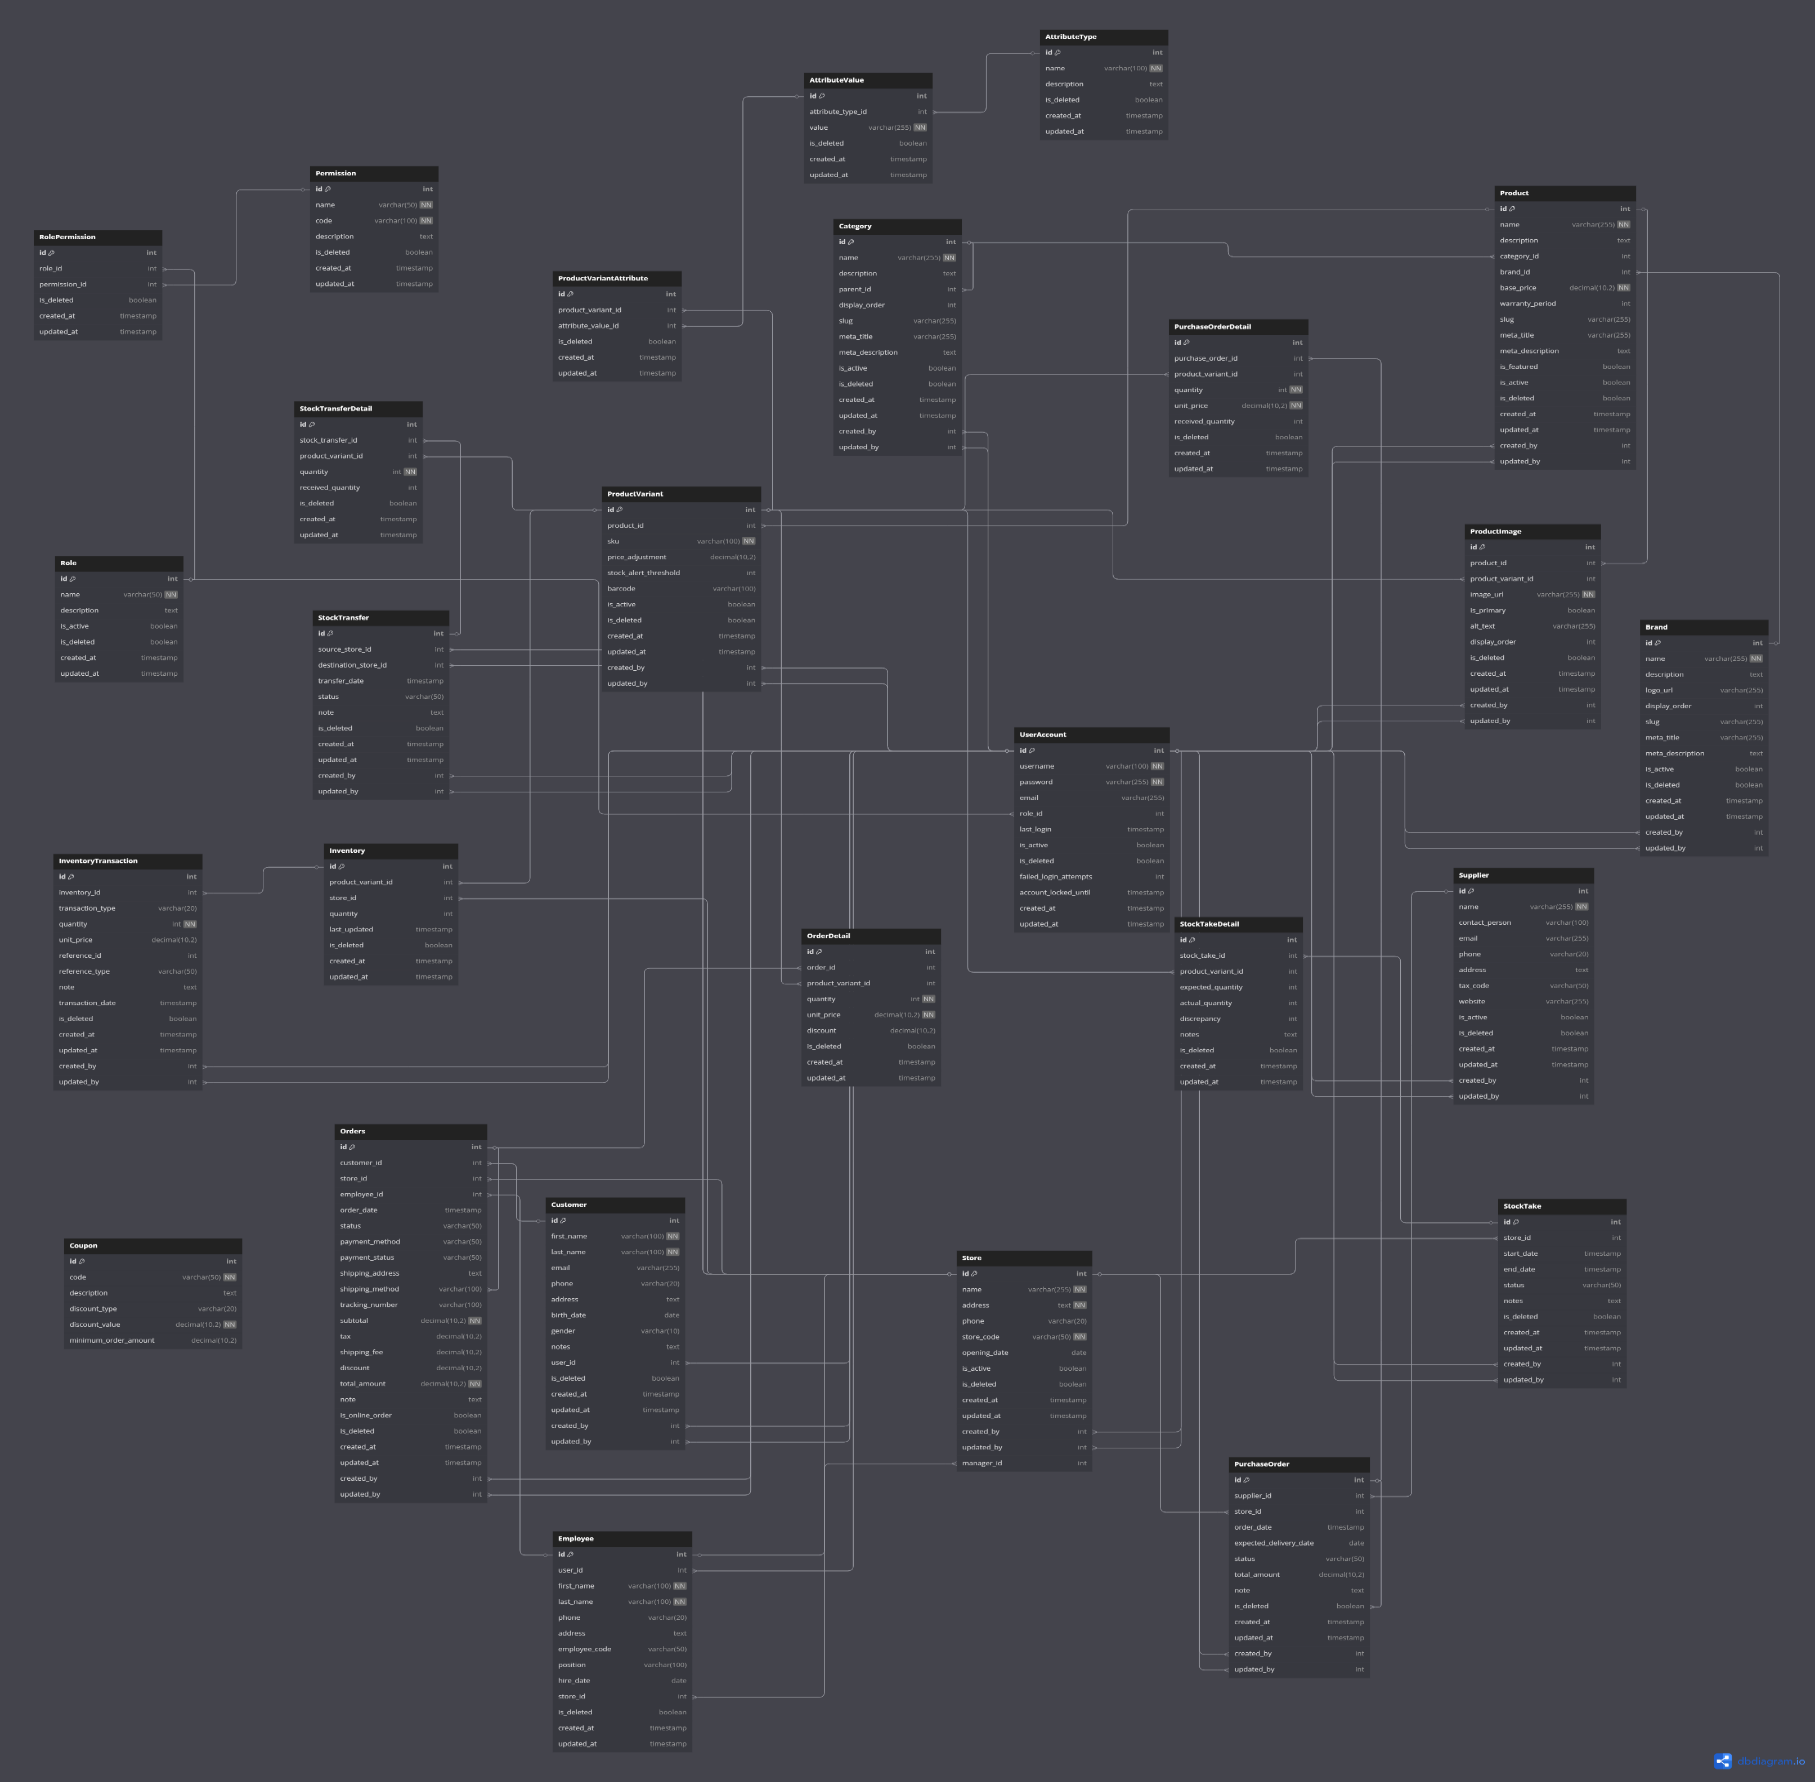 AttributeType
id int
name varchar(100) NN
description text
is_deleted boolean
created_at timestamp
updated_at timestamp
AttributeValue
id int
attribute_type_id int
value varchar(255) NN
is_deleted boolean
created_at timestamp
updated_at timestamp
Permission
id int
name varchar(50) NN
code varchar(100) NN
description text
is_deleted boolean
created_at timestamp
updated_at timestamp
Product
id int
name varchar(255) NN
description text
category_id int
brand_id int
base_price decimal(10,2) NN
warranty_period int
slug varchar(255)
meta_title varchar(255)
meta_description text
is_featured boolean
is_active boolean
is_deleted boolean
created_at timestamp
updated_at timestamp
created_by int
updated_by int
Category
id int
name varchar(255) NN
description text
parent_id int
display_order int
slug varchar(255)
meta_title varchar(255)
meta_description text
is_active boolean
is_deleted boolean
created_at timestamp
updated_at timestamp
created_by int
updated_by int
RolePermission
id int
role_id int
permission_id int
is_deleted boolean
created_at timestamp
updated_at timestamp
ProductVariantAttribute
id int
product_variant_id int
attribute_value_id int
is_deleted boolean
created_at timestamp
updated_at timestamp
PurchaseOrderDetail
id int
purchase_order_id int
product_variant_id int
quantity int NN
unit_price decimal(10,2) NN
received_quantity int
is_deleted boolean
created_at timestamp
updated_at timestamp
StockTransferDetail
id int
stock_transfer_id int
product_variant_id int
quantity int NN
received_quantity int
is_deleted boolean
created_at timestamp
updated_at timestamp
ProductVariant
id int
product_id int
sku varchar(100) NN
price_adjustment decimal(10,2)
stock_alert_threshold int
barcode varchar(100)
is_active boolean
is_deleted boolean
created_at timestamp
updated_at timestamp
created_by int
updated_by int
ProductImage
id int
product_id int
product_variant_id int
image_url varchar(255) NN
is_primary boolean
alt_text varchar(255)
display_order int
is_deleted boolean
created_at timestamp
updated_at timestamp
created_by int
updated_by int
Role
id int
name varchar(50) NN
description text
is_active boolean
is_deleted boolean
created_at timestamp
updated_at timestamp
StockTransfer
id int
source_store_id int
destination_store_id int
transfer_date timestamp
status varchar(50)
note text
is_deleted boolean
created_at timestamp
updated_at timestamp
created_by int
updated_by int
Brand
id int
name varchar(255) NN
description text
logo_url varchar(255)
display_order int
slug varchar(255)
meta_title varchar(255)
meta_description text
is_active boolean
is_deleted boolean
created_at timestamp
updated_at timestamp
created_by int
updated_by int
UserAccount
id int
username varchar(100) NN
password varchar(255) NN
email varchar(255)
role_id int
last_login timestamp
is_active boolean
is_deleted boolean
failed_login_attempts int
account_locked_until timestamp
created_at timestamp
updated_at timestamp
InventoryTransaction
id int
inventory_id int
transaction_type varchar(20)
quantity int NN
unit_price decimal(10,2)
reference_id int
reference_type varchar(50)
note text
transaction_date timestamp
is_deleted boolean
created_at timestamp
updated_at timestamp
created_by int
updated_by int
Inventory
id int
product_variant_id int
store_id int
quantity int
last_updated timestamp
is_deleted boolean
created_at timestamp
updated_at timestamp
Supplier
id int
name varchar(255) NN
contact_person varchar(100)
email varchar(255)
phone varchar(20)
address text
tax_code varchar(50)
website varchar(255)
is_active boolean
is_deleted boolean
created_at timestamp
updated_at timestamp
created_by int
updated_by int
OrderDetail
id int
order_id int
product_variant_id int
quantity int NN
unit_price decimal(10,2) NN
discount decimal(10,2)
is_deleted boolean
created_at timestamp
updated_at timestamp
StockTakeDetail
id int
stock_take_id int
product_variant_id int
expected_quantity int
actual_quantity int
discrepancy int
notes text
is_deleted boolean
created_at timestamp
updated_at timestamp
Orders
id int
customer_id int
store_id int
employee_id int
order_date timestamp
status varchar(50)
payment_method varchar(50)
payment_status varchar(50)
shipping_address text
shipping_method varchar(100)
tracking_number varchar(100)
subtotal decimal(10,2) NN
tax decimal(10,2)
shipping_fee decimal(10,2)
discount decimal(10,2)
total_amount decimal(10,2) NN
note text
is_online_order boolean
is_deleted boolean
created_at timestamp
updated_at timestamp
created_by int
updated_by int
Customer
id int
first_name varchar(100) NN
last_name varchar(100) NN
email varchar(255)
phone varchar(20)
address text
birth_date date
gender varchar(10)
notes text
user_id int
is_deleted boolean
created_at timestamp
updated_at timestamp
created_by int
updated_by int
Coupon
id int
code varchar(50) NN
description text
discount_type varchar(20)
discount_value decimal(10,2) NN
minimum_order_amount decimal(10,2)
Store
id int
name varchar(255) NN
address text NN
phone varchar(20)
store_code varchar(50) NN
opening_date date
is_active boolean
is_deleted boolean
created_at timestamp
updated_at timestamp
created_by int
updated_by int
manager_id int
StockTake
id int
store_id int
start_date timestamp
end_date timestamp
status varchar(50)
notes text
is_deleted boolean
created_at timestamp
updated_at timestamp
created_by int
updated_by int
PurchaseOrder
id int
supplier_id int
store_id int
order_date timestamp
expected_delivery_date date
status varchar(50)
total_amount decimal(10,2)
note text
is_deleted boolean
created_at timestamp
updated_at timestamp
created_by int
updated_by int
Employee
id int
user_id int
first_name varchar(100) NN
last_name varchar(100) NN
phone varchar(20)
address text
employee_code varchar(50)
position varchar(100)
hire_date date
store_id int
is_deleted boolean
created_at timestamp
updated_at timestamp
dbdiagram.io